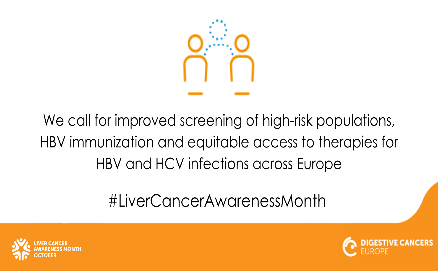 We call for improved screening of high-risk populations,
HBV immunization and equitable access to therapies for
HBV and HCV infections across Europe
#LiverCancerAwarenessMonth
LIVER CANCER
AWARENESS MONTH
OCTOBER
DIGESTIVE CANCERS
EUROPE